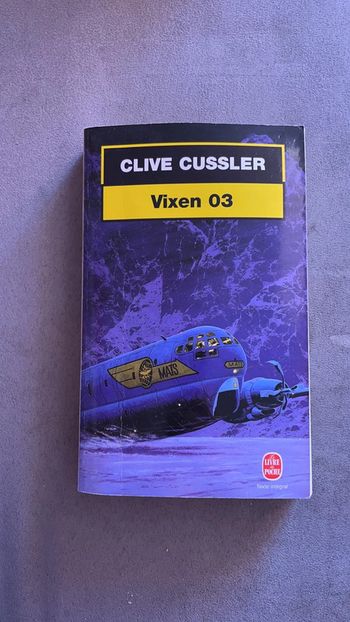 CLIVE CUSSLER
Vixen 03
MATS
LE LIVRE
DE
POCHE
Texte intégral